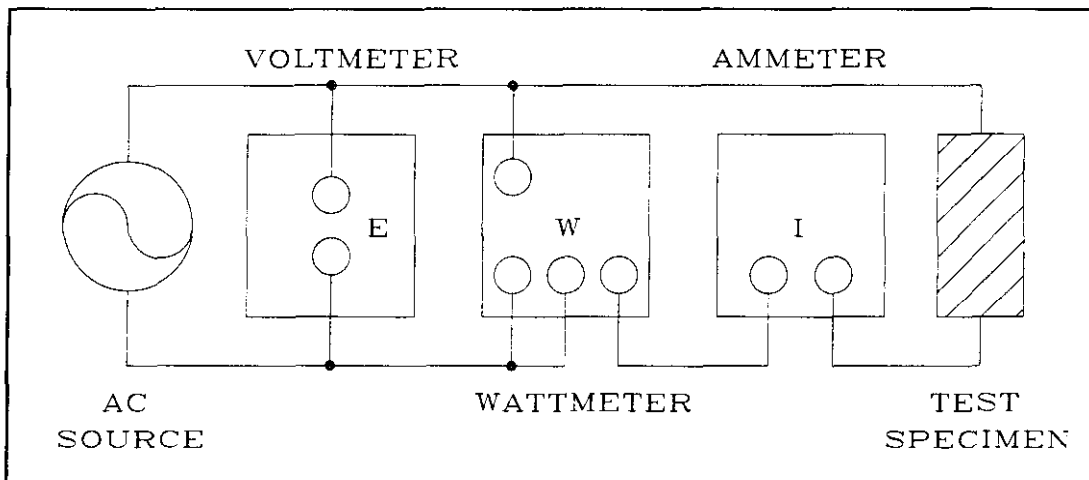 VOLTMETER
AMMETER
E
W
I
AC
SOURCE
WATTMETER
TEST
SPECIMEN